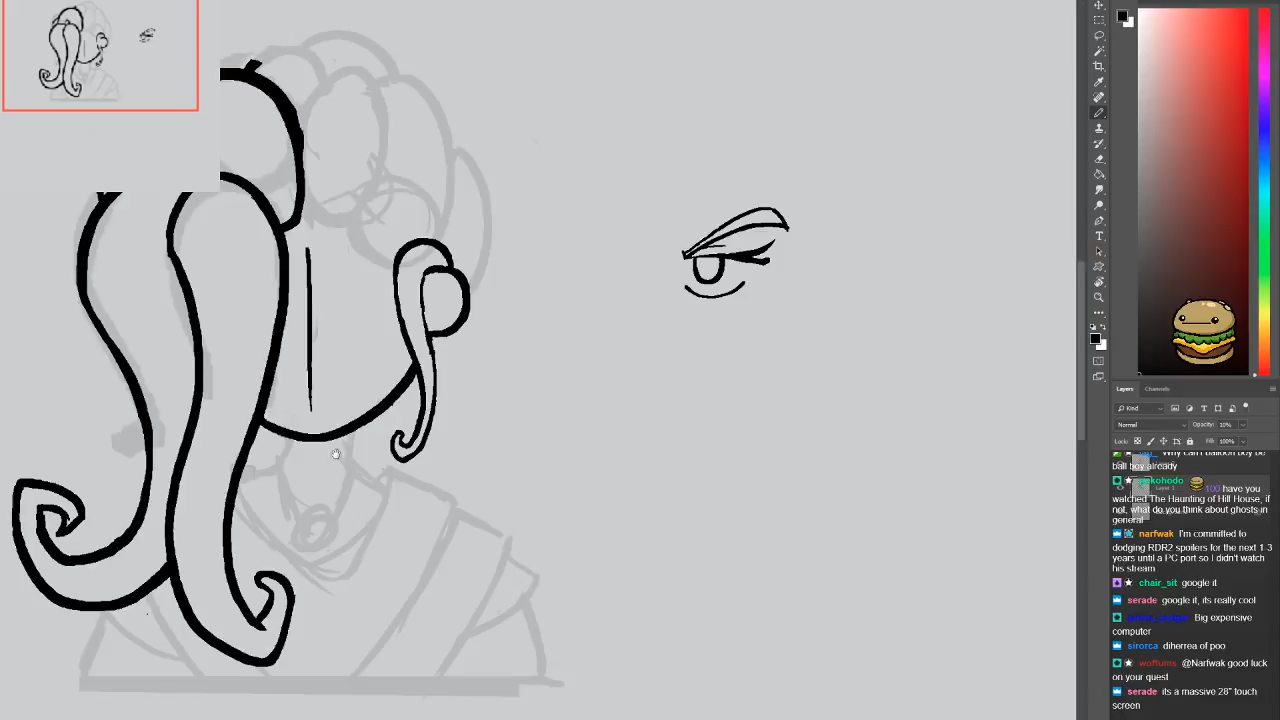 Layers Channels
Kind
Normal Opacity: 10%
Lock: Fill: 100%
Why can't balloon boy be
ball boy already
100 have you
watched The Haunting of Hill House, if
not, what do you think about ghosts in
general
narfwak I'm committed to
dodging RDR2 spoilers for the next 1-3
years until a PC port so I didn't watch
his stream
chair_sit google it
serade google it, its really cool
Big expensive
computer
sirorca diherrea of poo
woflures @Narfwak good luck
on your quest
serade its a massive 28" touch
screen